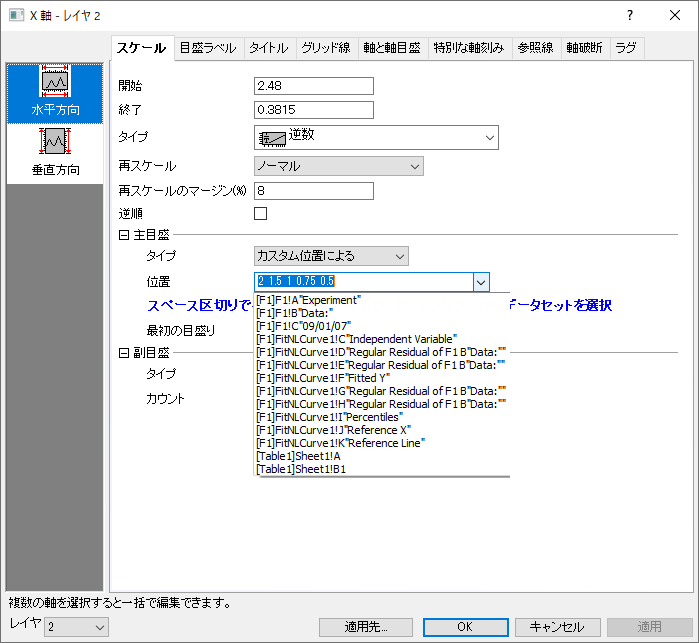 X 軸 - レイヤ 2
?
スケール 目盛ラベル タイトル グリッド線 軸と軸目盛 特別な軸刻み 参照線 軸破断 ラグ
水平方向
垂直方向
開始 2.48
終了 0.3815
タイプ 逆数
再スケール ノーマル
再スケールのマージン(%) 8
逆順
主目盛
タイプ カスタム位置による
位置 2 1.5 1 0.75 0.5
スペース区切りで データセットを選択
最初の目盛り
副目盛
タイプ
カウント
[F1]F1!A"Experiment"
[F1]F1!B"Data:"
[F1]F1!C"09/01/07"
[F1]FitNLCurve1!C"Independent Variable"
[F1]FitNLCurve1!D"Regular Residual of F1 B"Data:""
[F1]FitNLCurve1!E"Regular Residual of F1 B"Data:""
[F1]FitNLCurve1!F"Fitted Y"
[F1]FitNLCurve1!G"Regular Residual of F1 B"Data:""
[F1]FitNLCurve1!H"Regular Residual of F1 B"Data:""
[F1]FitNLCurve1!I"Percentiles"
[F1]FitNLCurve1!J"Reference X"
[F1]FitNLCurve1!K"Reference Line"
[Table1]Sheet1!A
[Table1]Sheet1!B1
複数の軸を選択すると一括で編集できます。
レイヤ 2 適用先... OK キャンセル 適用